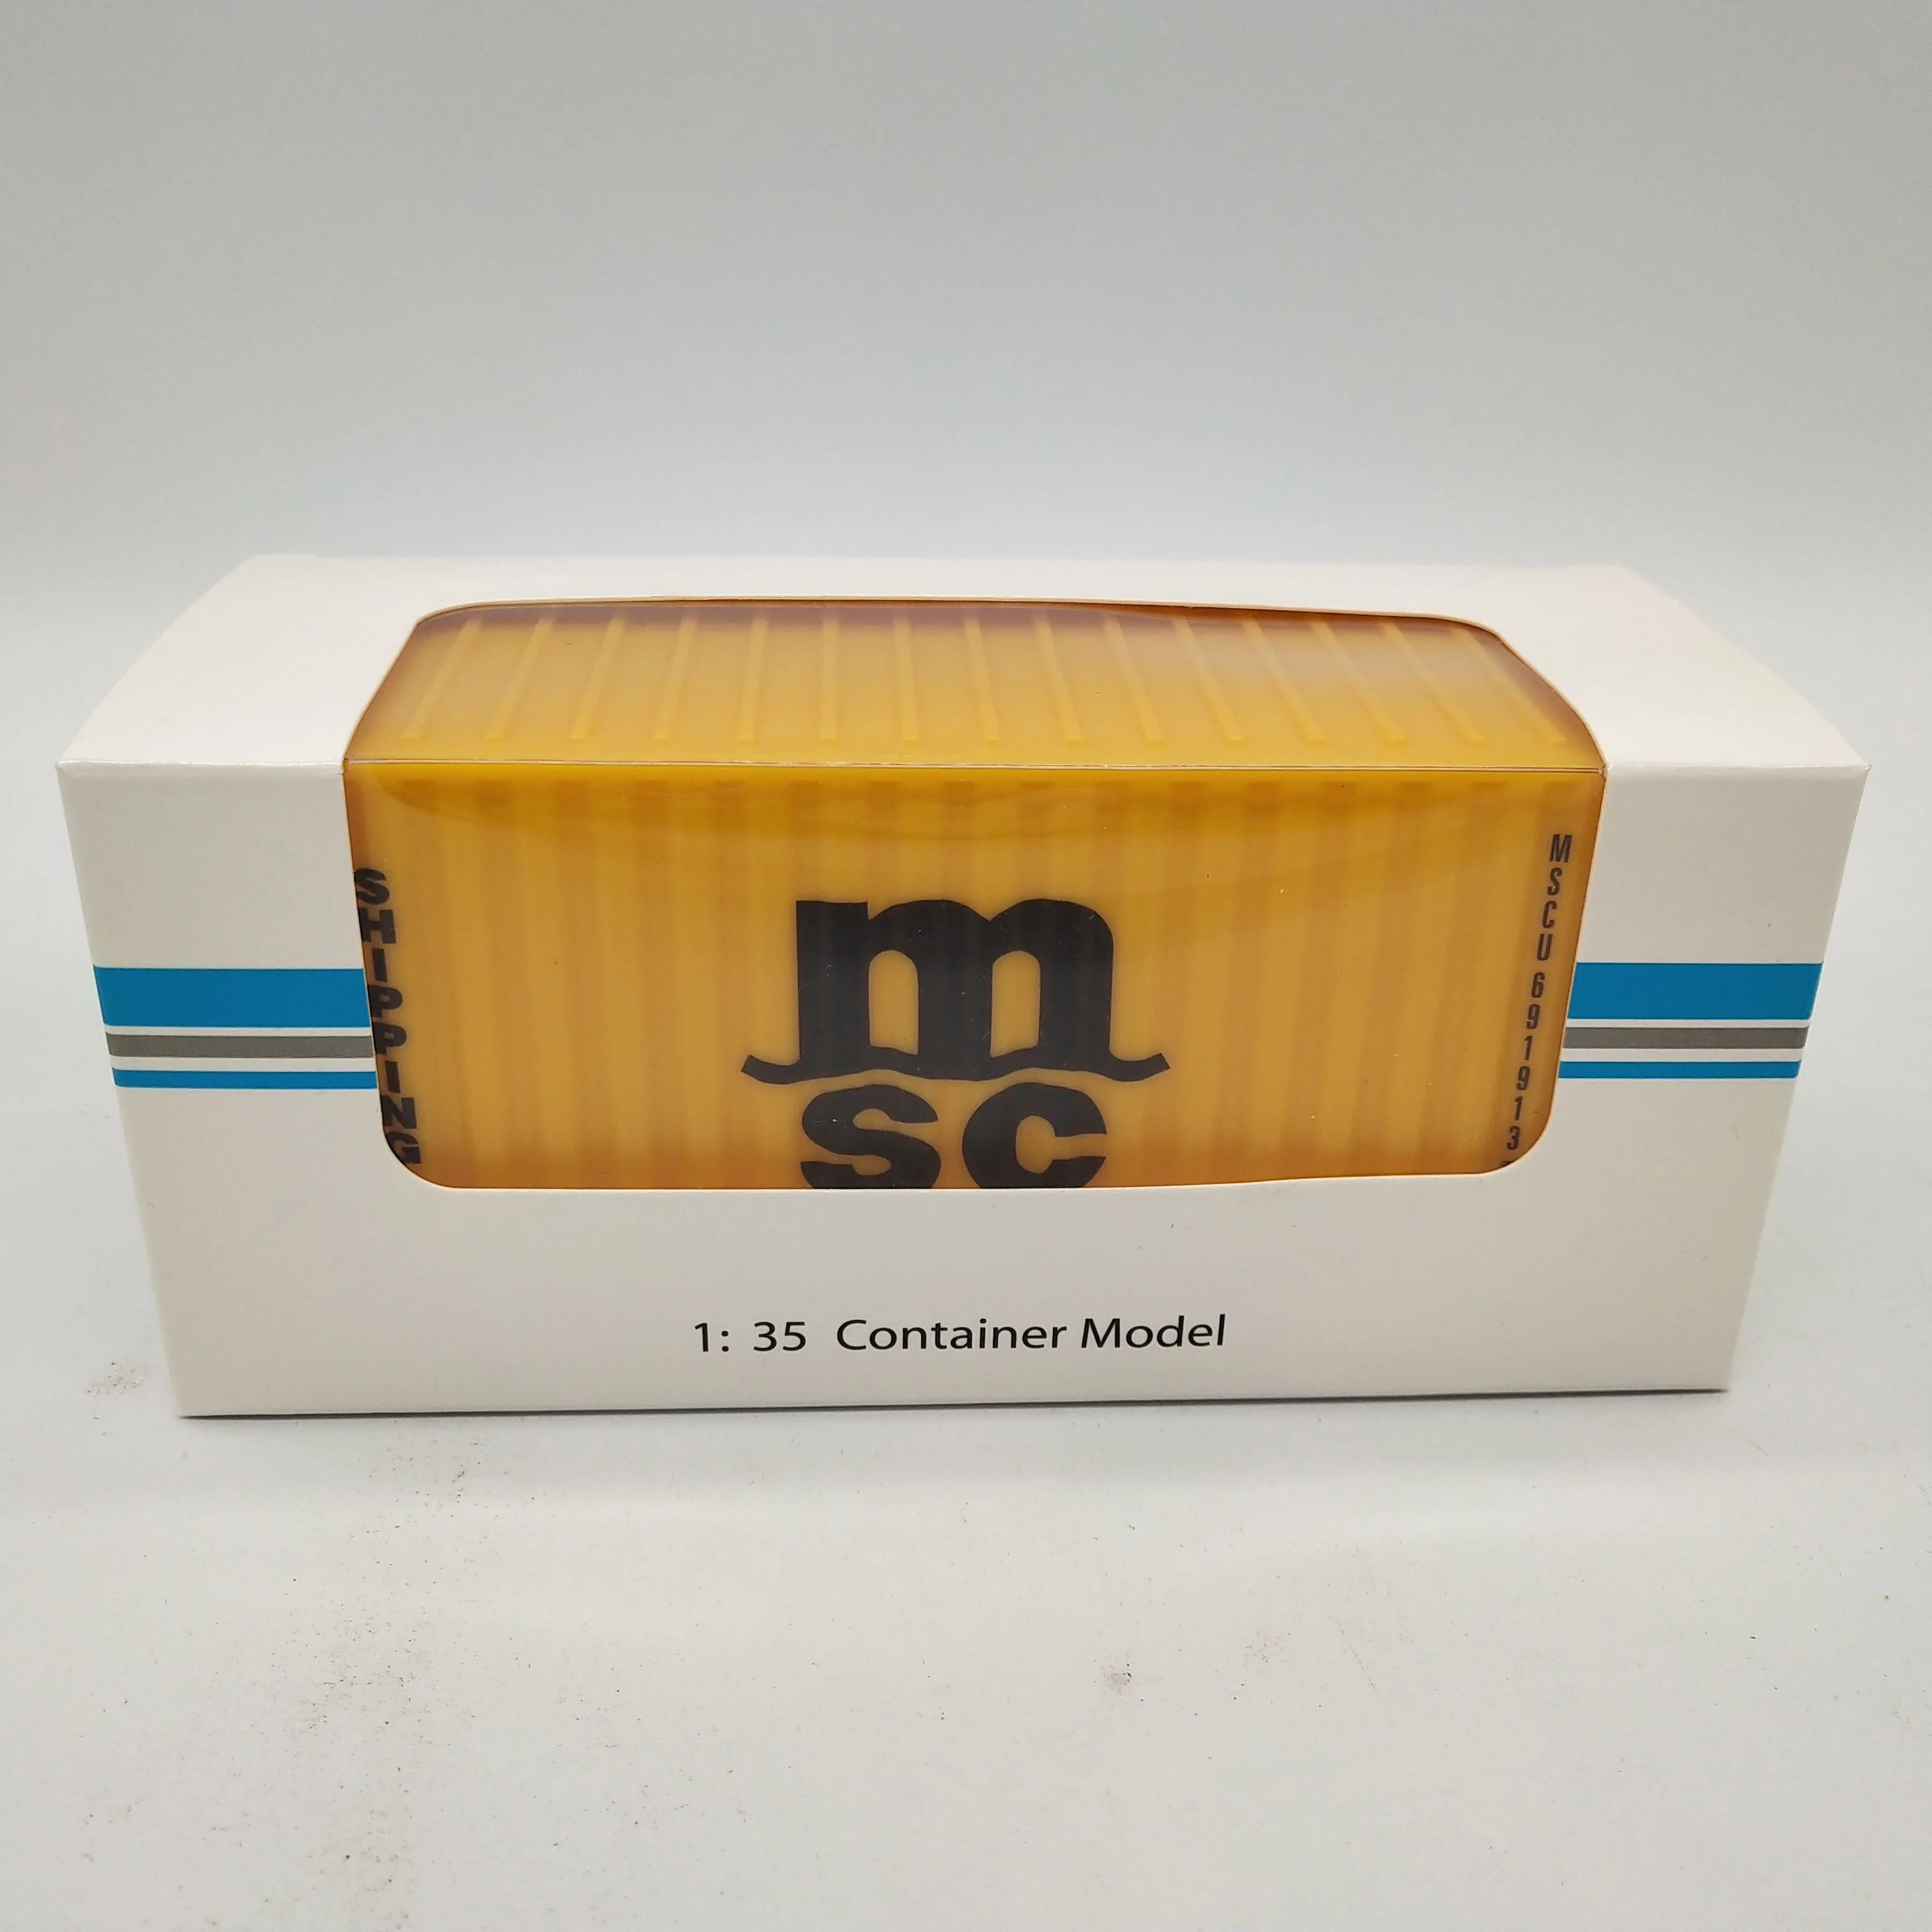 SHIPPING
m
sc
MSCU 691913
1: 35 Container Model